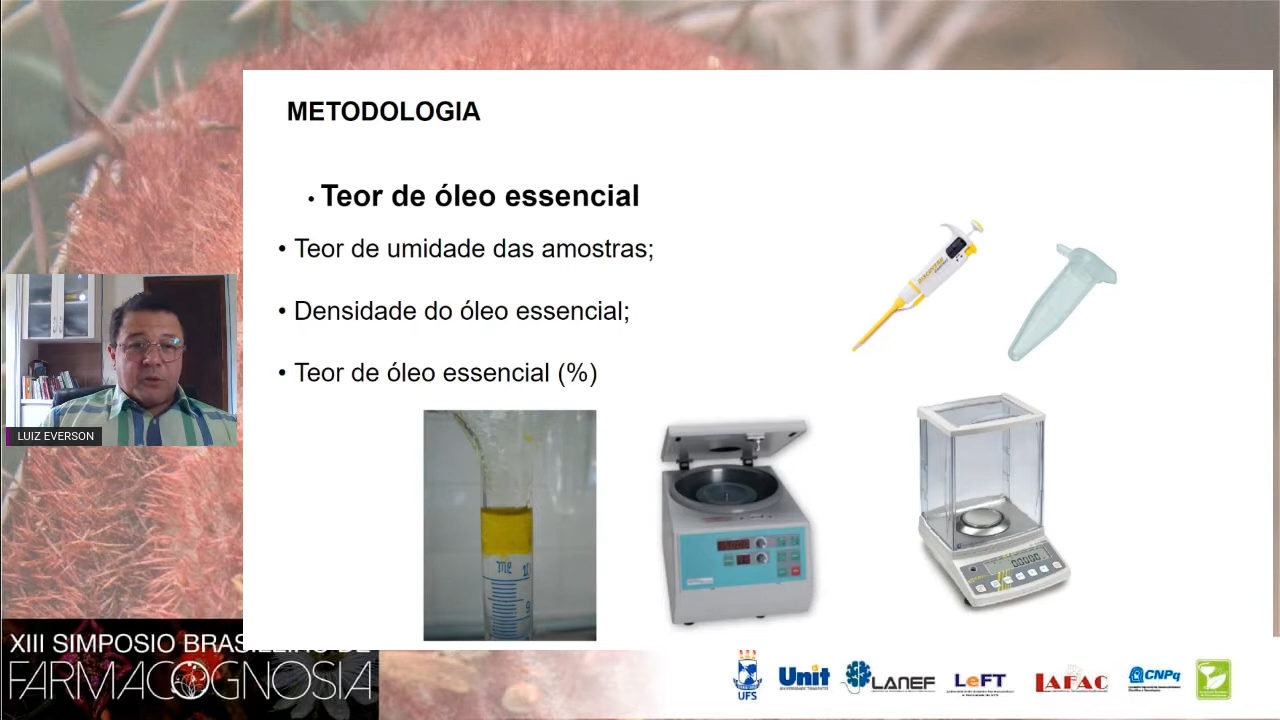 METODOLOGIA
• Teor de óleo essencial
• Teor de umidade das amostras;
• Densidade do óleo essencial;
• Teor de óleo essencial (%)
LUIZ EVERSON
XIII SIMPOSIO BRASILEIRO DE
FARMACOGNOSIA
UFS
Unit
LANEF
LeFT
LAFAC
CNPq